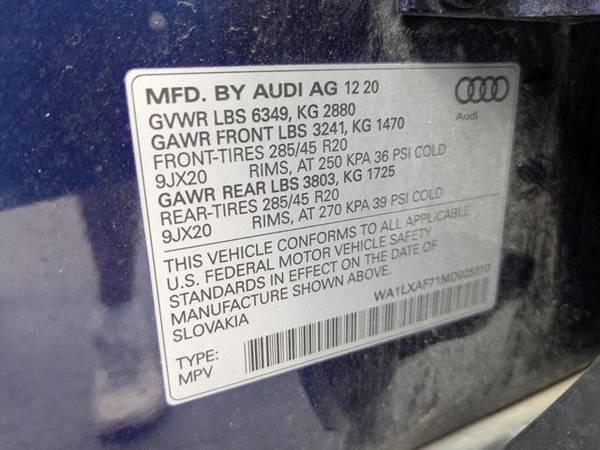 MFD. BY AUDI AG 12 20
GVWR LBS 6349, KG 2880
GAWR FRONT LBS 3241, KG 1470
FRONT-TIRES 285/45 R20
9JX20 RIMS, AT 250 KPA 36 PSI COLD
GAWR REAR LBS 3803, KG 1725
REAR-TIRES 285/45 R20
9JX20 RIMS, AT 270 KPA 39 PSI COLD
THIS VEHICLE CONFORMS TO ALL APPLICABLE
U.S. FEDERAL MOTOR VEHICLE SAFETY
STANDARDS IN EFFECT ON THE DATE OF
MANUFACTURE SHOWN ABOVE.
SLOVAKIA
WA1LXAF71MD025310
TYPE:
MPV
Audi